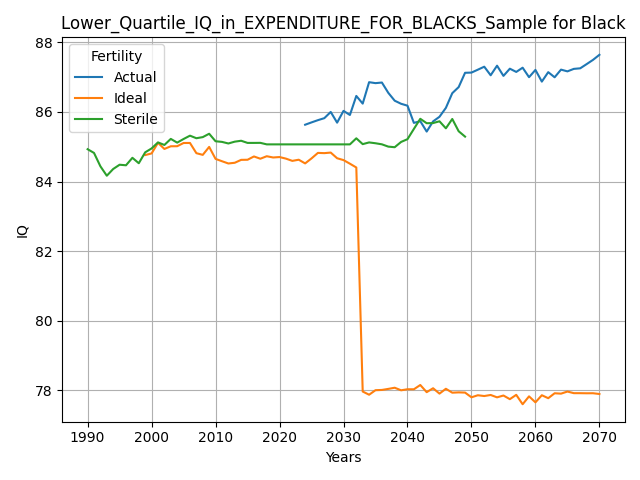 Lower_Quartile_IQ_in_EXPENDITURE_FOR_BLACKS_Sample for Black
88
86
84
82
80
78
IQ
Fertility
Actual
Ideal
Sterile
1990 2000 2010 2020 2030 2040 2050 2060 2070
Years